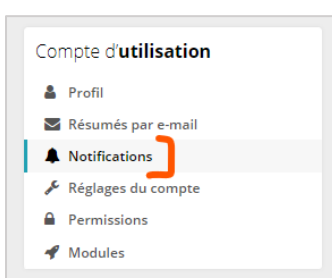 Compte d'utilisation
Profil
Résumés par e-mail
Notifications
Réglages du compte
Permissions
Modules